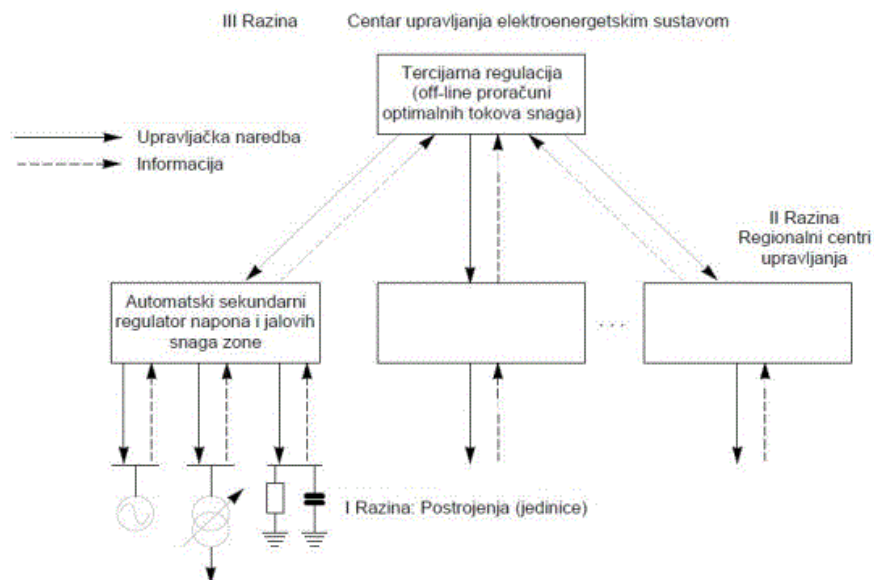 III Razina Centar upravljanja elektroenergetskim sustavom
Tercijarna regulacija
(off-line proračuni
optimalnih tokova snaga)
Upravljačka naredba
Informacija
II Razina
Regionalni centri
upravljanja
Automatski sekundarni
regulator napona i jalovih
snaga zone
. . .
I Razina: Postrojenja (jedinice)